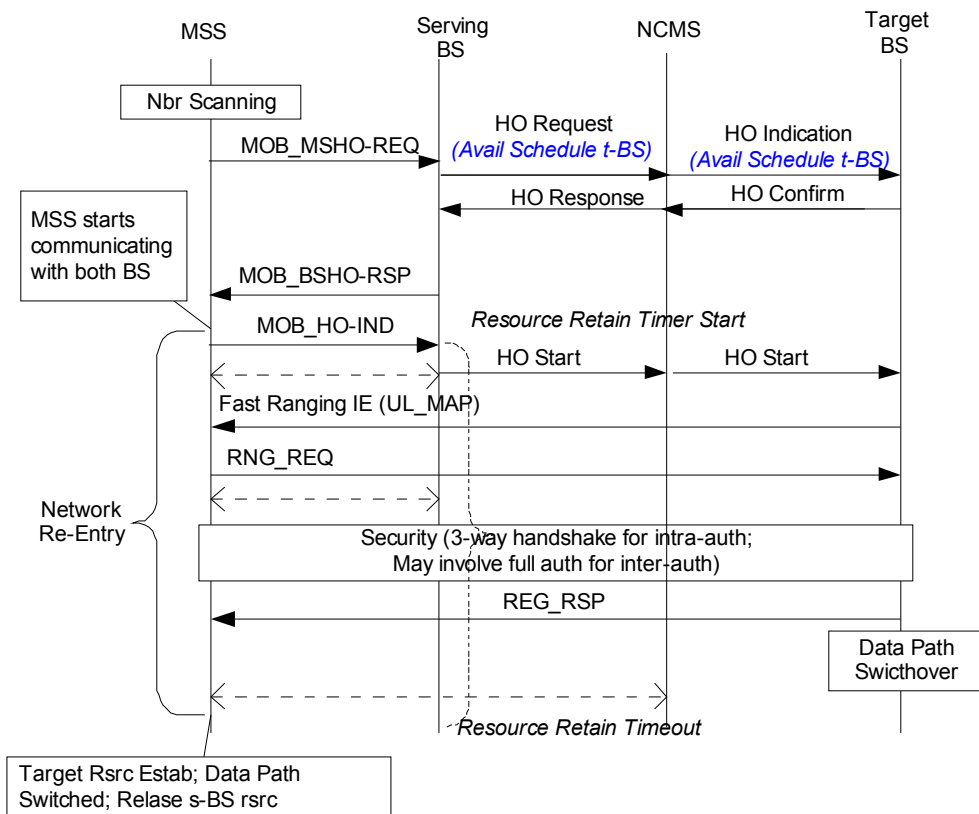 MSS
Serving
BS
NCMS
Target
BS
Nbr Scanning
MOB_MSHO-REQ
HO Request
(Avail Schedule t-BS)
HO Indication
(Avail Schedule t-BS)
HO Response
HO Confirm
MSS starts
communicating
with both BS
MOB_BSHO-RSP
MOB_HO-IND
Resource Retain Timer Start
HO Start
HO Start
Fast Ranging IE (UL_MAP)
RNG_REQ
Network
Re-Entry
Security (3-way handshake for intra-auth;
May involve full auth for inter-auth)
REG_RSP
Data Path
Swicthover
Resource Retain Timeout
Target Rsrc Estab; Data Path
Switched; Relase s-BS rsrc